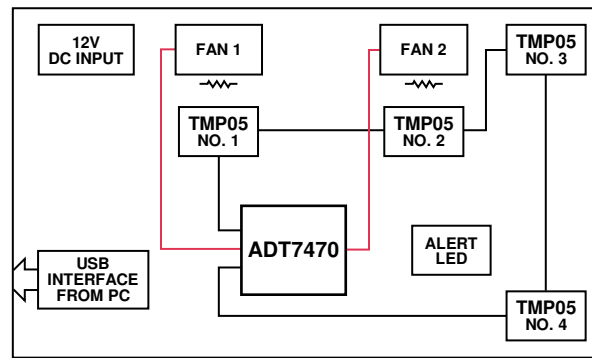 12V
DC INPUT
FAN 1
FAN 2
TMP05
NO. 3
TMP05
NO. 1
TMP05
NO. 2
ADT7470
ALERT
LED
USB
INTERFACE
FROM PC
TMP05
NO. 4